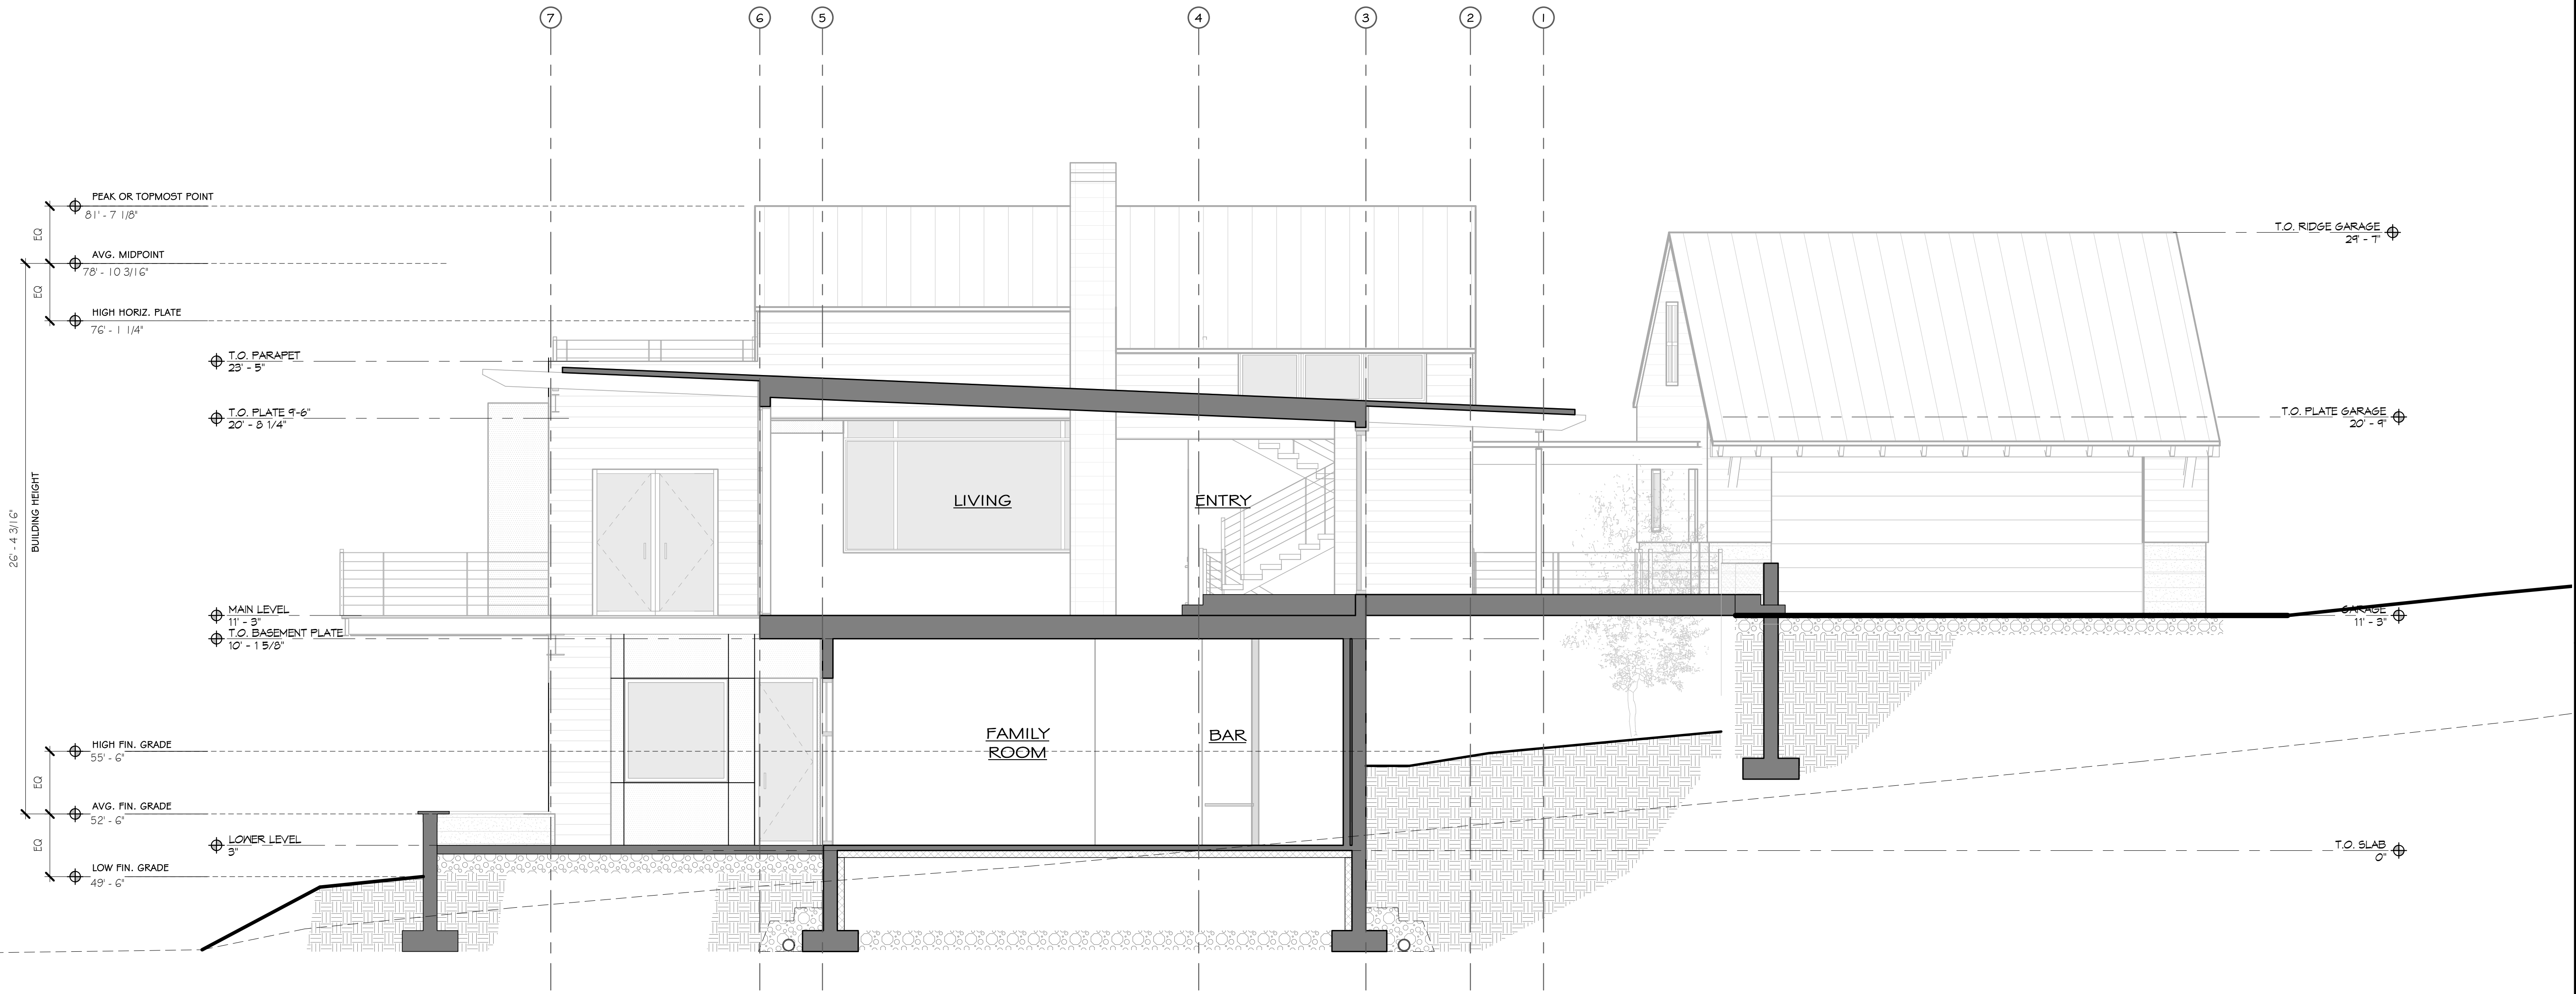 7
6
5
4
3
2
1
PEAK OR TOPMOST POINT
81' - 7 1/8"
EQ
AVG. MIDPOINT
78' - 10 3/16"
EQ
HIGH HORIZ. PLATE
76' - 1 1/4"
T.O. PARAPET
23' - 5"
T.O. PLATE 9-6"
20' - 8 1/4"
T.O. RIDGE GARAGE
29' - 7"
T.O. PLATE GARAGE
20' - 9"
26' - 4 3/16"
BUILDING HEIGHT
LIVING
ENTRY
MAIN LEVEL
11' - 3"
T.O. BASEMENT PLATE
10' - 1 5/8"
GARAGE
11' - 3"
FAMILY
ROOM
BAR
HIGH FIN. GRADE
55' - 6"
EQ
AVG. FIN. GRADE
52' - 6"
EQ
LOWER LEVEL
3"
LOW FIN. GRADE
49' - 6"
T.O. SLAB
0"